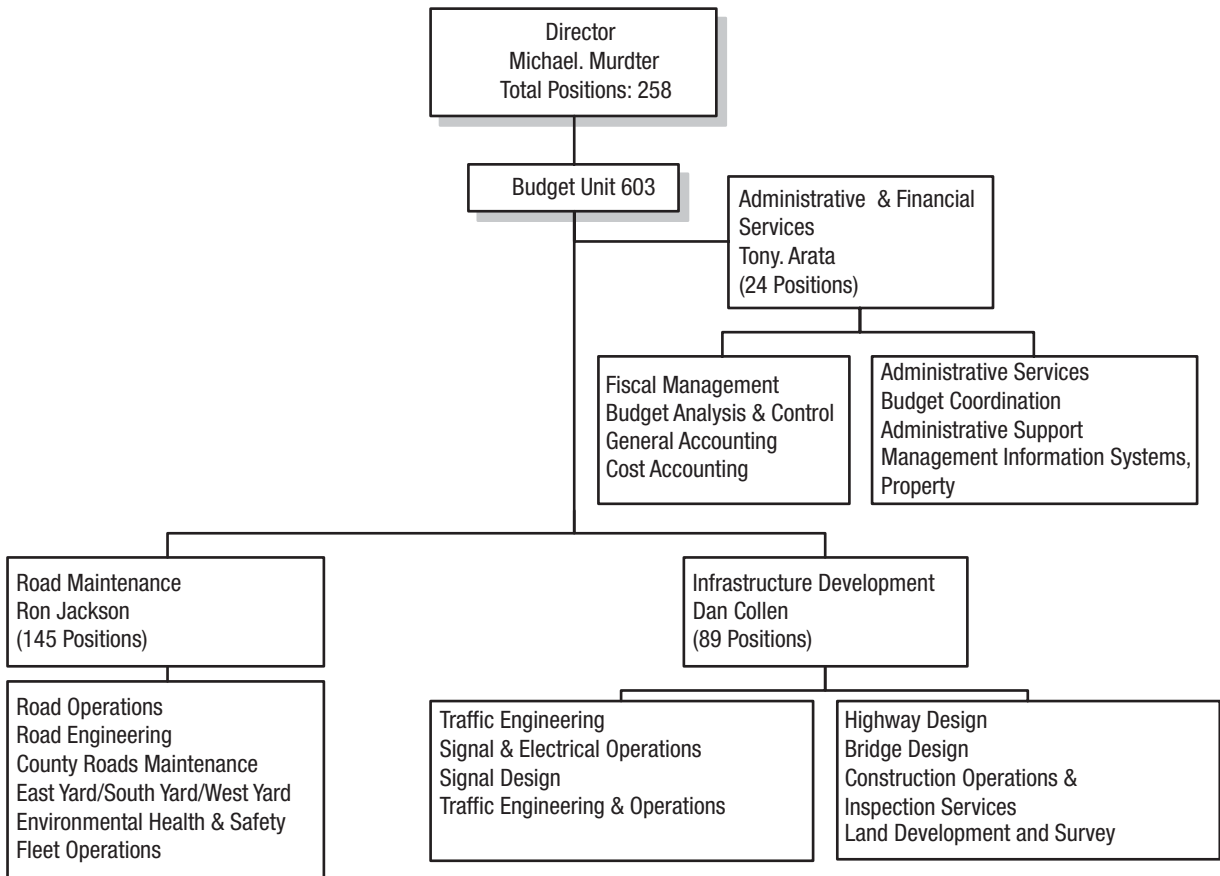 Director
Michael. Murdter
Total Positions: 258
Budget Unit 603
Administrative & Financial
Services
Tony. Arata
(24 Positions)
Fiscal Management
Budget Analysis & Control
General Accounting
Cost Accounting
Administrative Services
Budget Coordination
Administrative Support
Management Information Systems,
Property
Road Maintenance
Ron Jackson
(145 Positions)
Infrastructure Development
Dan Collen
(89 Positions)
Road Operations
Road Engineering
County Roads Maintenance
East Yard/South Yard/West Yard
Environmental Health & Safety
Fleet Operations
Traffic Engineering
Signal & Electrical Operations
Signal Design
Traffic Engineering & Operations
Highway Design
Bridge Design
Construction Operations &
Inspection Services
Land Development and Survey